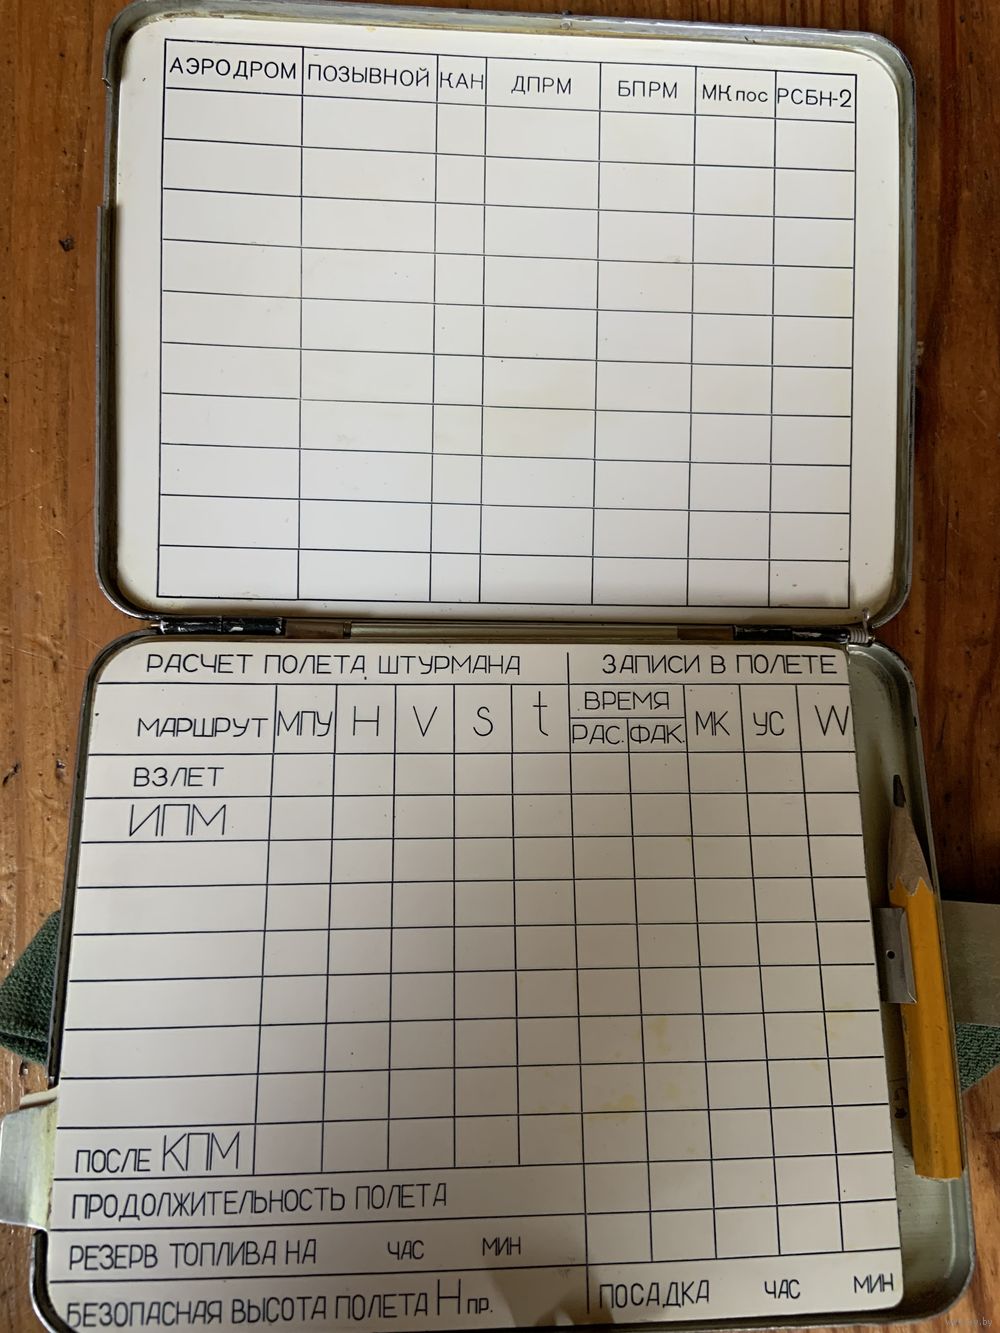 АЭРОДРОМ ПОЗЫВНОЙ КАН ДПРМ БПРМ МК пос РСБН-2
РАСЧЕТ ПОЛЕТА ШТУРМАНА ЗАПИСИ В ПОЛЕТЕ
МАРШРУТ МПУ H V S t ВРЕМЯ МК УС W
РАС. ФАК.
ВЗЛЕТ
ИПМ
ПОСЛЕ КПМ
ПРОДОЛЖИТЕЛЬНОСТЬ ПОЛЕТА
РЕЗЕРВ ТОПЛИВА НА ЧАС МИН
БЕЗОПАСНАЯ ВЫСОТА ПОЛЕТА H пр. ПОСАДКА ЧАС МИН